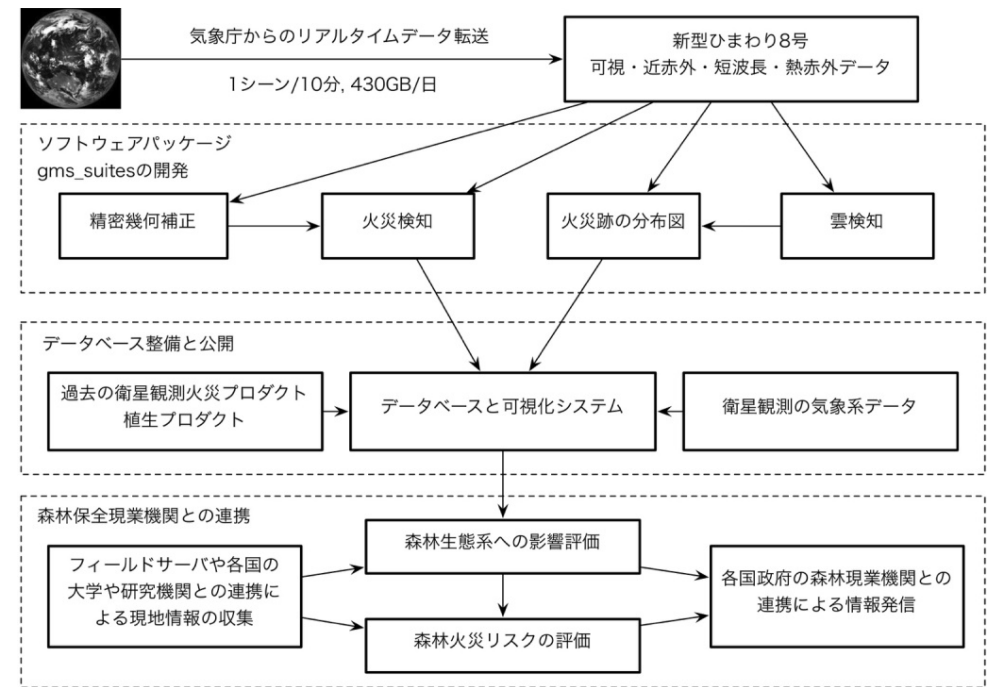 気象庁からのリアルタイムデータ転送
1シーン/10分, 430GB/日
新型ひまわり8号
可視・近赤外・短波長・熱赤外データ
ソフトウェアパッケージ
gms_suitesの開発
精密幾何補正
火災検知
火災跡の分布図
雲検知
データベース整備と公開
過去の衛星観測火災プロダクト
植生プロダクト
データベースと可視化システム
衛星観測の気象系データ
森林保全現業機関との連携
フィールドサーバや各国の
大学や研究機関との連携に
よる現地情報の収集
森林生態系への影響評価
森林火災リスクの評価
各国政府の森林現業機関との
連携による情報発信